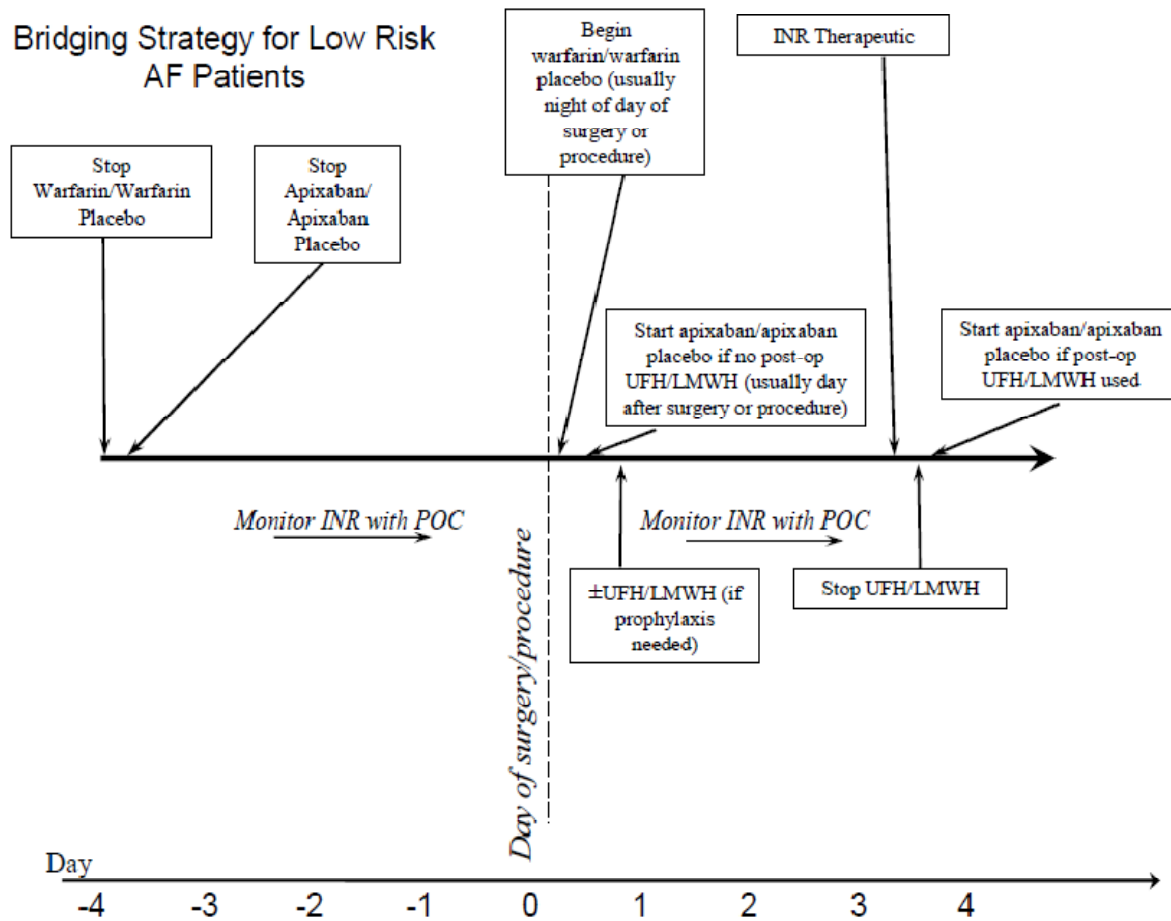 Bridging Strategy for Low Risk
AF Patients
Stop
Warfarin/Warfarin
Placebo
Stop
Apixaban/
Apixaban
Placebo
Begin
warfarin/warfarin
placebo (usually
night of day of
surgery or
procedure)
INR Therapeutic
Start apixaban/apixaban
placebo if no post-op
UFH/LMWH (usually day
after surgery or procedure)
Start apixaban/apixaban
placebo if post-op
UFH/LMWH used
Monitor INR with POC
Monitor INR with POC
Day of surgery/procedure
±UFH/LMWH (if
prophylaxis
needed)
Stop UFH/LMWH
Day
-4 -3 -2 -1 0 1 2 3 4